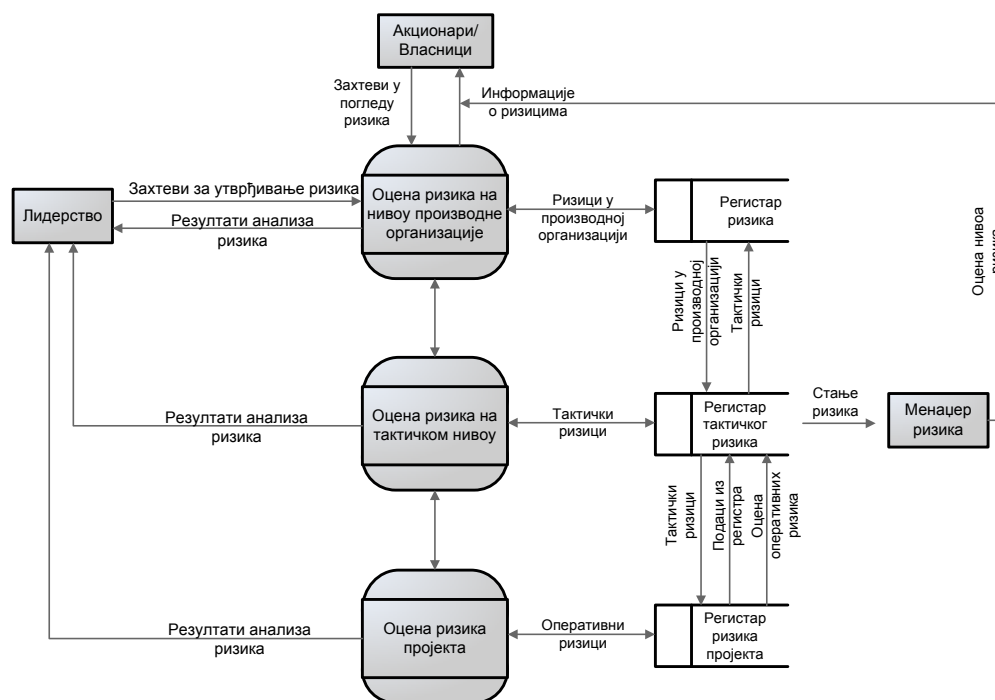 Акционари/
Власници
Захтеви у
погледу
ризика
Информације
о ризицима
Лидерство
Захтеви за утврђивање ризика
Резултати анализа
ризика
Оцена ризика на
нивоу производне
организације
Ризици у
производној
организацији
Регистар
ризика
Оцена нивоа
ризика
Ризици у
производној
организацији
Тактички
ризици
Резултати анализа
ризика
Оцена ризика на
тактичком нивоу
Тактички
ризици
Регистар
тактичког
ризика
Стање
ризика
Менаџер
ризика
Тактички
ризици
Подаци из
регистра
Оцена
оперативних
ризика
Резултати анализа
ризика
Оцена ризика
пројекта
Оперативни
ризици
Регистар
ризика
пројекта